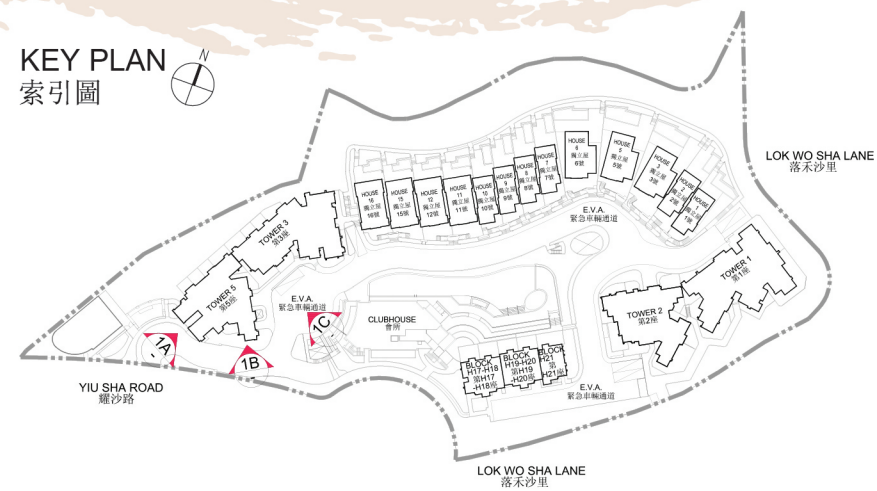 KEY PLAN
索引圖
N
LOK WO SHA LANE
落禾沙里
HOUSE
16
獨立屋
16號
HOUSE
15
獨立屋
15號
HOUSE
12
獨立屋
12號
HOUSE
11
獨立屋
11號
HOUSE
10
獨立屋
10號
HOUSE
9
獨立屋
9號
HOUSE
8
獨立屋
8號
HOUSE
7
獨立屋
7號
HOUSE
6
獨立屋
6號
HOUSE
5
獨立屋
5號
HOUSE
3
獨立屋
3號
HOUSE
2
獨立屋
2號
HOUSE
1
獨立屋
1號
E.V.A.
緊急車輛通道
TOWER 3
第3座
TOWER 5
第5座
TOWER 1
第1座
TOWER 2
第2座
E.V.A.
緊急車輛通道
CLUBHOUSE
會所
1A
-
1B
1C
-
BLOCK
H17-H18
第H17
-H18座
BLOCK
H19-H20
第H19
-H20座
BLOCK
H21
第
H21座
E.V.A.
緊急車輛通道
YIU SHA ROAD
耀沙路
LOK WO SHA LANE
落禾沙里